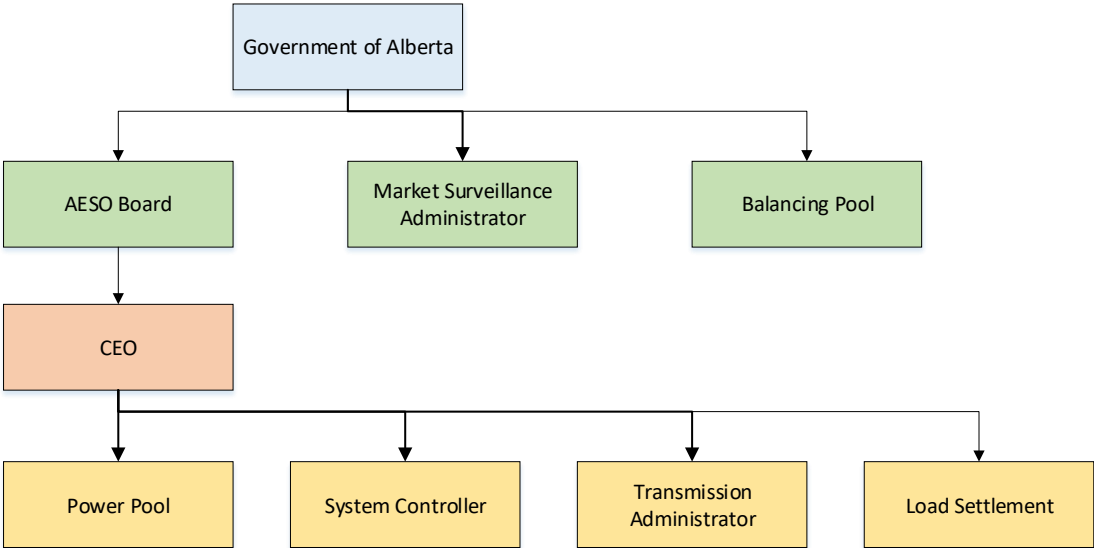 Government of Alberta
AESO Board
Market Surveillance
Administrator
Balancing Pool
CEO
Power Pool
System Controller
Transmission
Administrator
Load Settlement